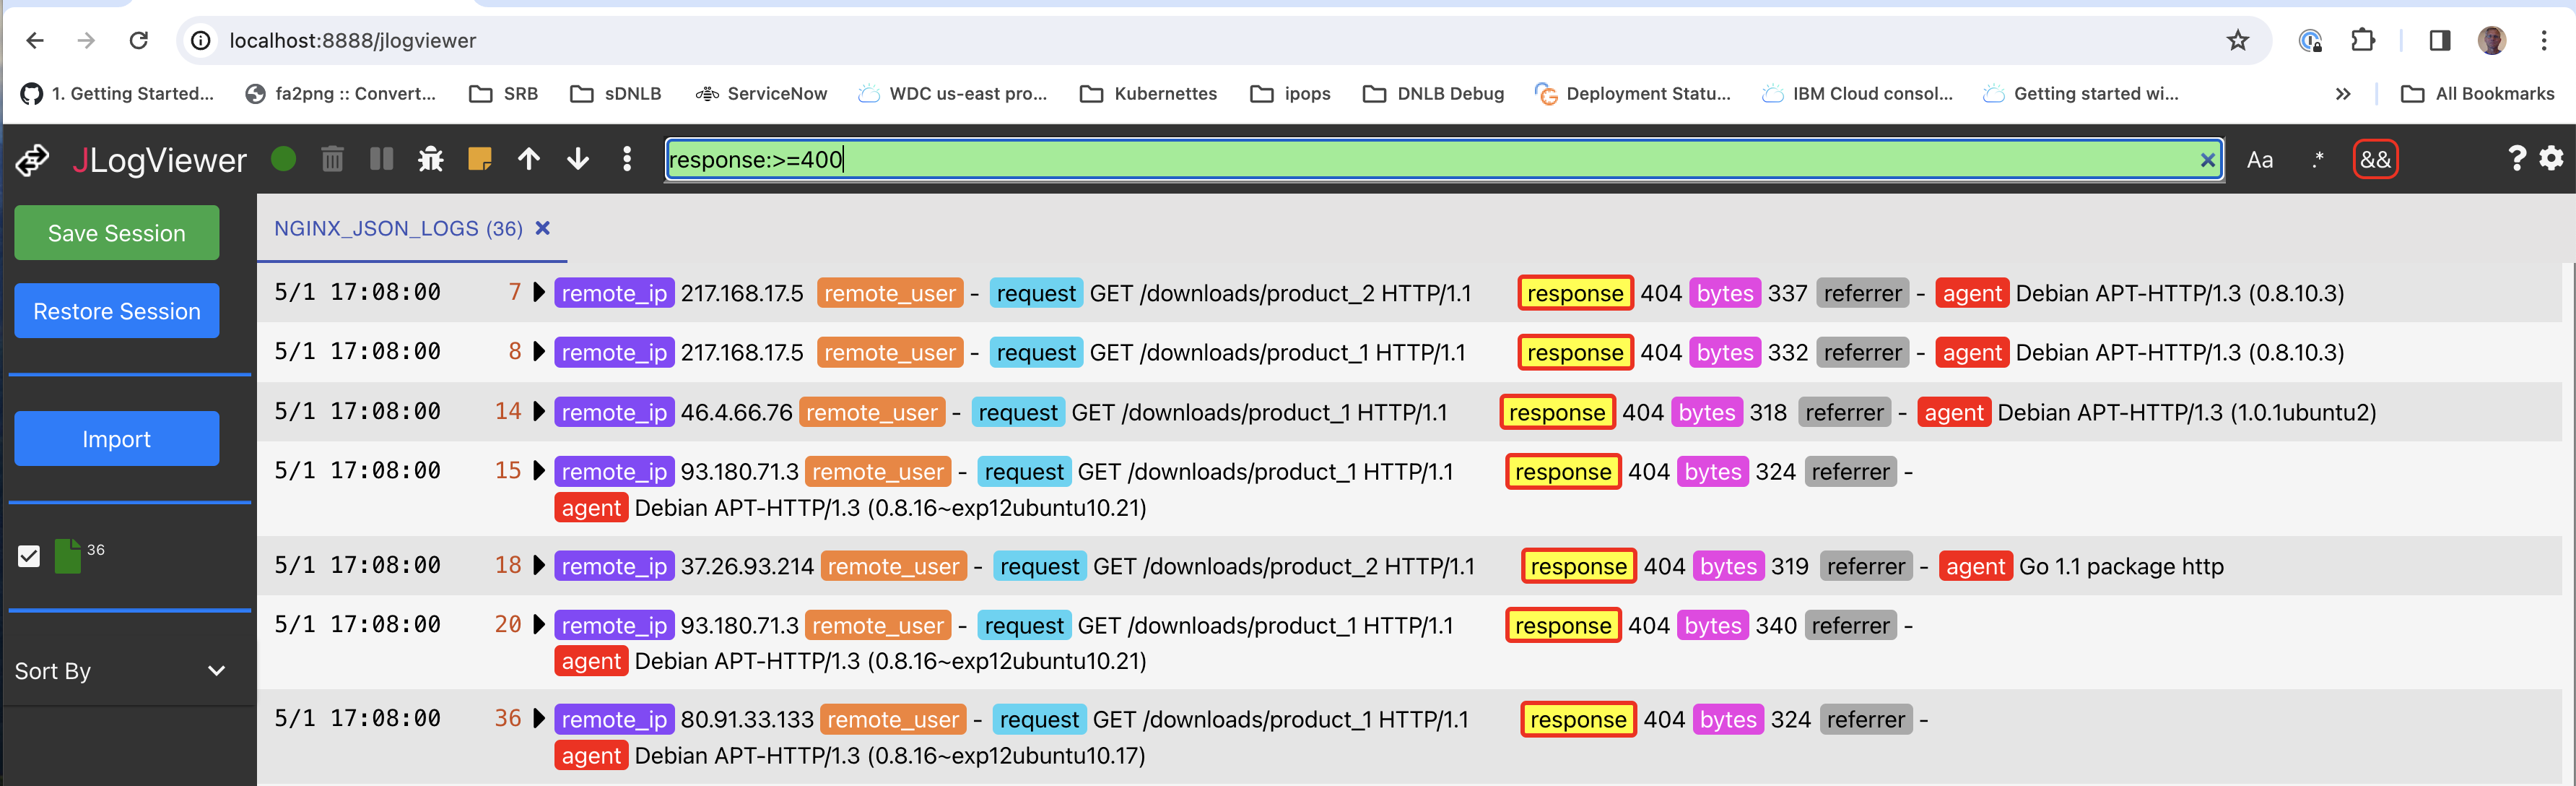 localhost:8888/jlogviewer
1. Getting Started... fa2png :: Convert... SRB sDNLB ServiceNow WDC us-east pro... Kubernettes ipops DNLB Debug Deployment Statu... IBM Cloud consol... Getting started wi... » All Bookmarks
JLogViewer response:>=400 Aa .* && ?
Save Session
Restore Session
Import
36
Sort By
NGINX_JSON_LOGS (36)
5/1 17:08:00 7 remote_ip 217.168.17.5 remote_user - request GET /downloads/product_2 HTTP/1.1 response 404 bytes 337 referrer - agent Debian APT-HTTP/1.3 (0.8.10.3)
5/1 17:08:00 8 remote_ip 217.168.17.5 remote_user - request GET /downloads/product_1 HTTP/1.1 response 404 bytes 332 referrer - agent Debian APT-HTTP/1.3 (0.8.10.3)
5/1 17:08:00 14 remote_ip 46.4.66.76 remote_user - request GET /downloads/product_1 HTTP/1.1 response 404 bytes 318 referrer - agent Debian APT-HTTP/1.3 (1.0.1ubuntu2)
5/1 17:08:00 15 remote_ip 93.180.71.3 remote_user - request GET /downloads/product_1 HTTP/1.1 response 404 bytes 324 referrer -
agent Debian APT-HTTP/1.3 (0.8.16~exp12ubuntu10.21)
5/1 17:08:00 18 remote_ip 37.26.93.214 remote_user - request GET /downloads/product_2 HTTP/1.1 response 404 bytes 319 referrer - agent Go 1.1 package http
5/1 17:08:00 20 remote_ip 93.180.71.3 remote_user - request GET /downloads/product_1 HTTP/1.1 response 404 bytes 340 referrer -
agent Debian APT-HTTP/1.3 (0.8.16~exp12ubuntu10.21)
5/1 17:08:00 36 remote_ip 80.91.33.133 remote_user - request GET /downloads/product_1 HTTP/1.1 response 404 bytes 324 referrer -
agent Debian APT-HTTP/1.3 (0.8.16~exp12ubuntu10.17)